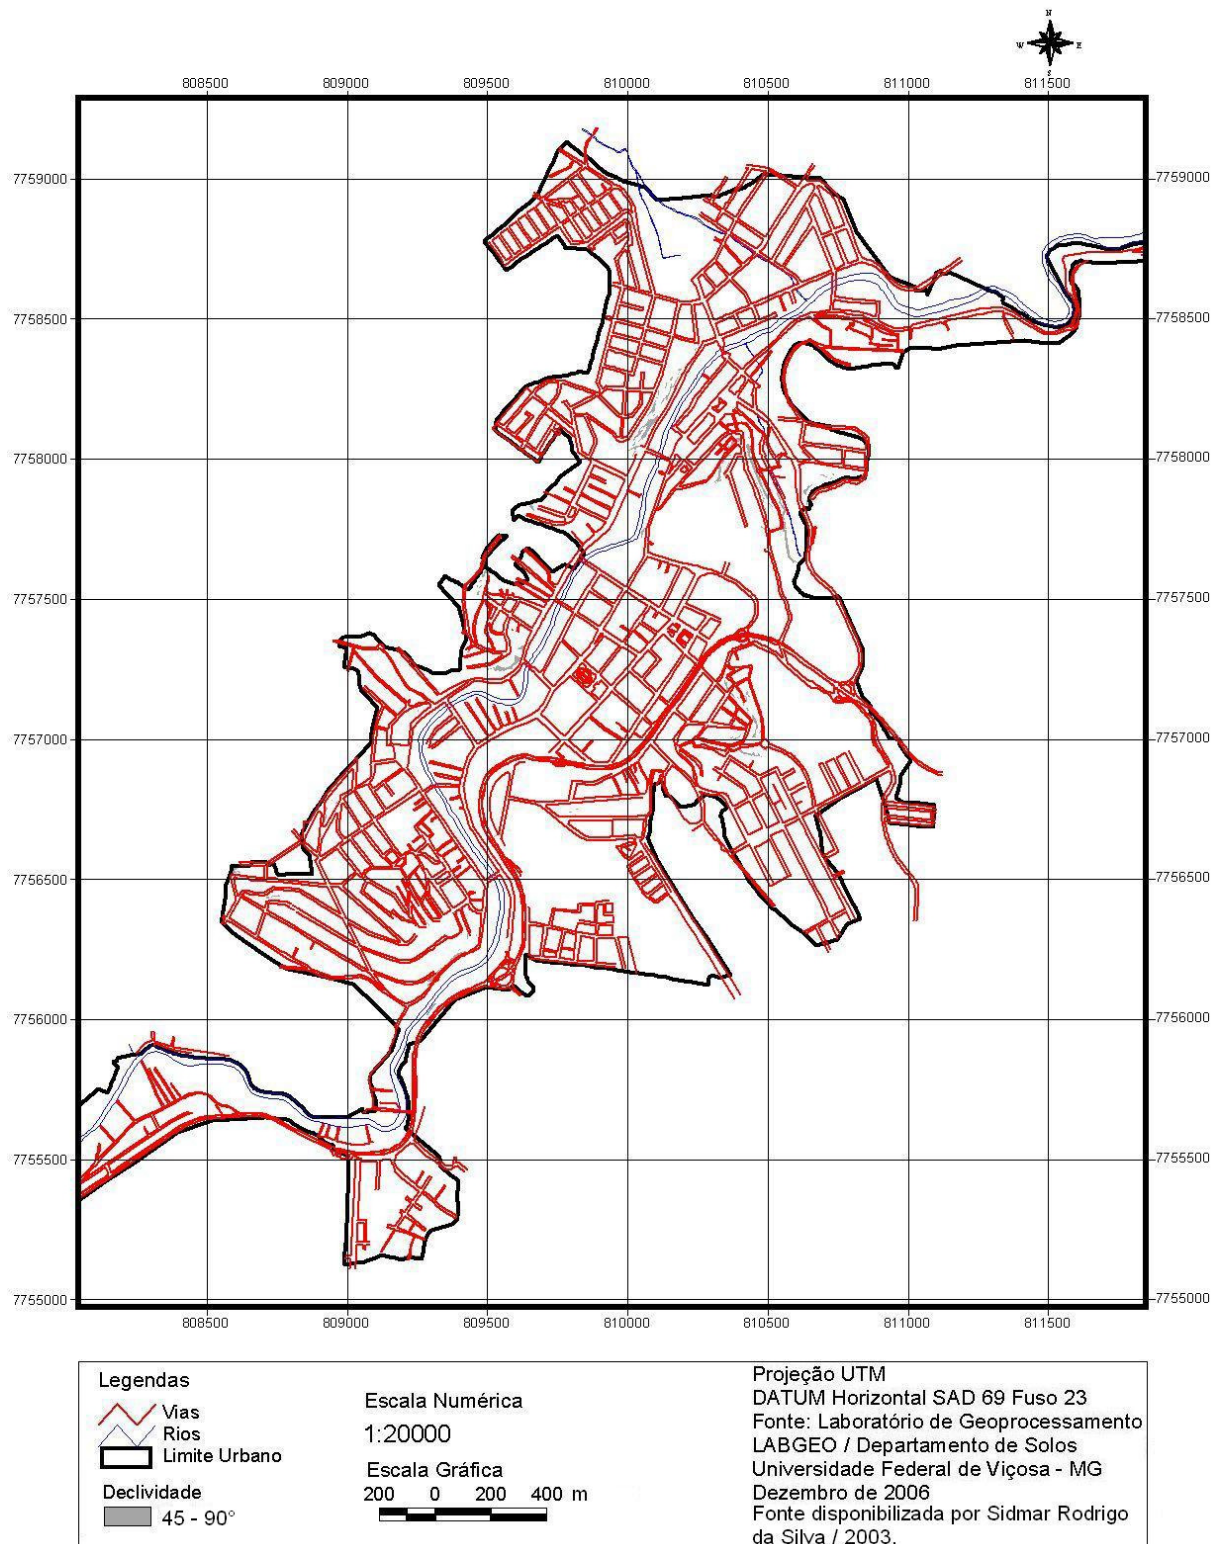 N
W E
S
808500 809000 809500 810000 810500 811000 811500
7759000 7759000
7758500 7758500
7758000 7758000
7757500 7757500
7757000 7757000
7756500 7756500
7756000 7756000
7755500 7755500
7755000 7755000
808500 809000 809500 810000 810500 811000 811500
Legendas
Vias
Rios
Limite Urbano
Declividade
45 - 90°
Escala Numérica
1:20000
Escala Gráfica
200 0 200 400 m
Projeção UTM
DATUM Horizontal SAD 69 Fuso 23
Fonte: Laboratório de Geoprocessamento
LABGEO / Departamento de Solos
Universidade Federal de Viçosa - MG
Dezembro de 2006
Fonte disponibilizada por Sidmar Rodrigo
da Silva / 2003.